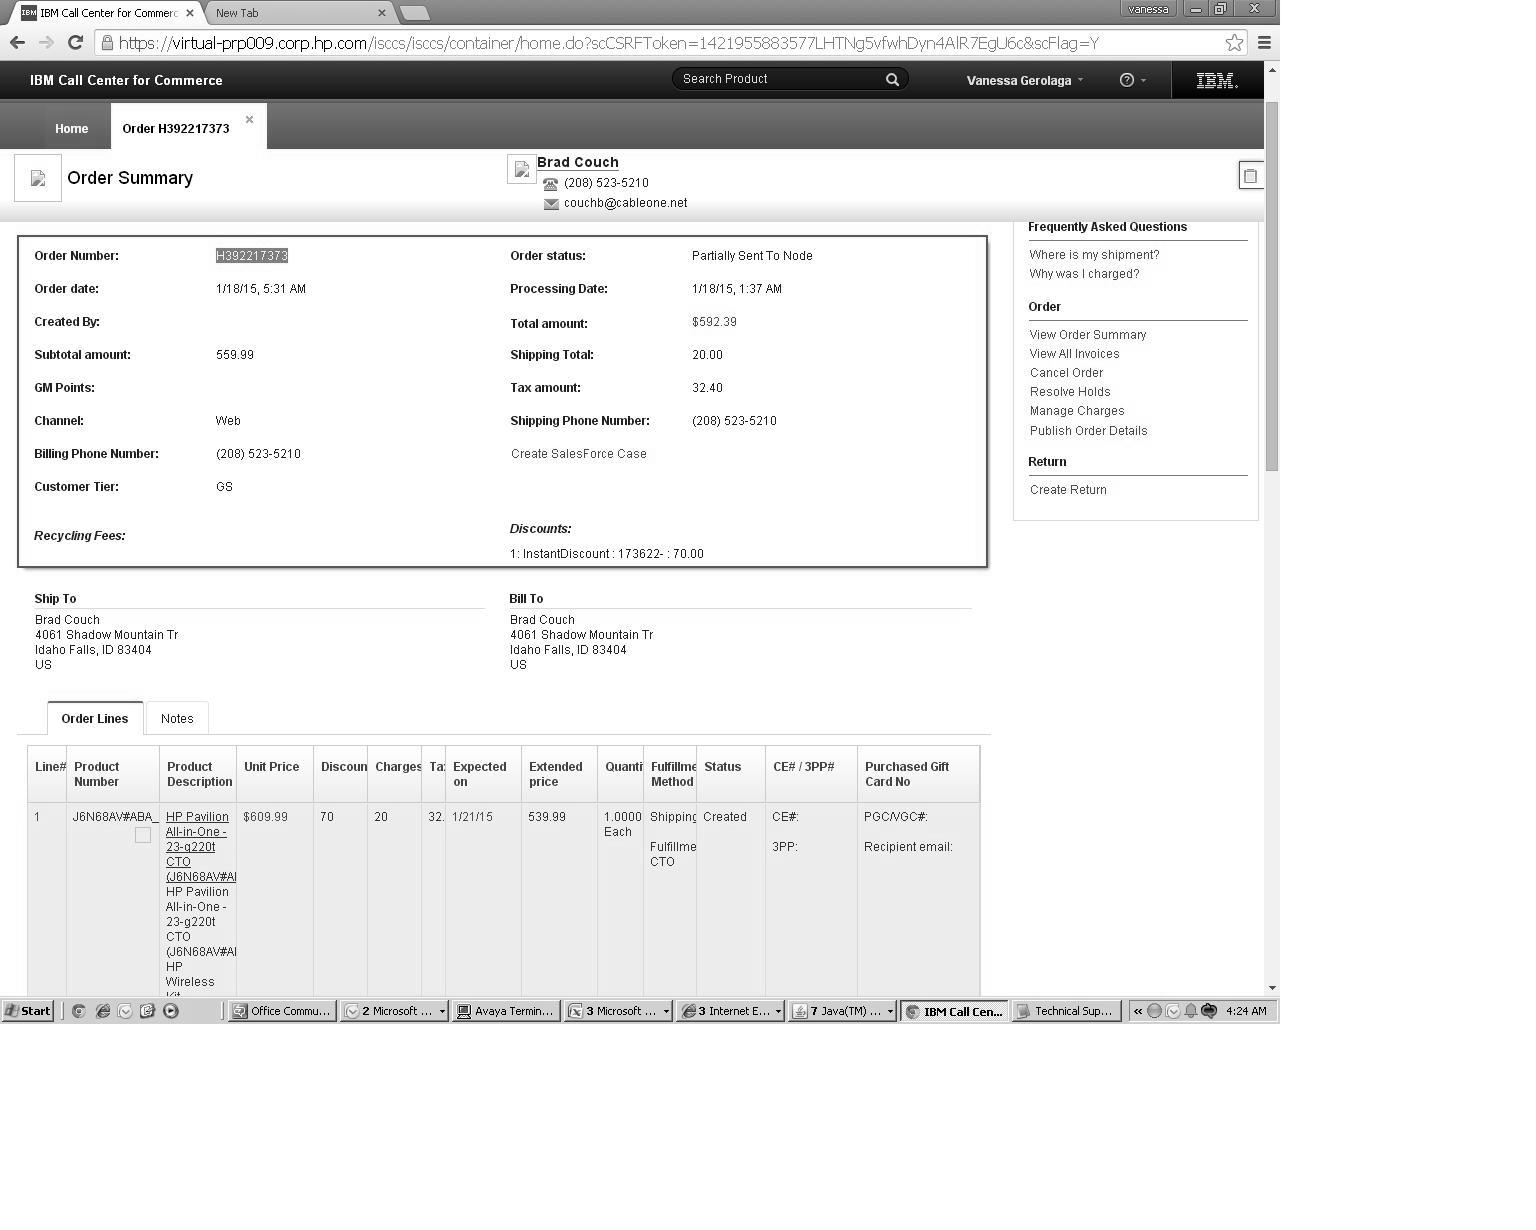 IBM IBM Call Center for Commerc × New Tab ×
vanessa
https://virtual-prp009.corp.hp.com/isccs/isccs/container/home.do?scCSRFToken=1421955883577LHTNg5vfwhDyn4AlR7EgU6c&scFlag=Y
IBM Call Center for Commerce
Search Product
Vanessa Gerolaga
?
IBM.
Home
Order H392217373 ×
Order Summary
Brad Couch
(208) 523-5210
couchb@cableone.net
Order Number: H392217373
Order status: Partially Sent To Node
Order date: 1/18/15, 5:31 AM
Processing Date: 1/18/15, 1:37 AM
Created By:
Total amount: $592.39
Subtotal amount: 559.99
Shipping Total: 20.00
GM Points:
Tax amount: 32.40
Channel: Web
Shipping Phone Number: (208) 523-5210
Billing Phone Number: (208) 523-5210
Create SalesForce Case
Customer Tier: GS
Recycling Fees:
Discounts:
1: InstantDiscount : 173622- : 70.00
Frequently Asked Questions
Where is my shipment?
Why was I charged?
Order
View Order Summary
View All Invoices
Cancel Order
Resolve Holds
Manage Charges
Publish Order Details
Return
Create Return
Ship To
Brad Couch
4061 Shadow Mountain Tr
Idaho Falls, ID 83404
US
Bill To
Brad Couch
4061 Shadow Mountain Tr
Idaho Falls, ID 83404
US
Order Lines
Notes
Line#
Product
Number
Product
Description
Unit Price
Discoun
Charges
Ta
Expected
on
Extended
price
Quanti
Fulfillme
Method
Status
CE# / 3PP#
Purchased Gift
Card No
1
J6N68AV#ABA_
HP Pavilion
All-in-One -
23-g220t
CTO
(J6N68AV#AI
HP Pavilion
All-in-One -
23-g220t
CTO
(J6N68AV#AI
HP
Wireless
$609.99
70
20
32.
1/21/15
539.99
1.0000
Each
Shipping
Fulfillme
CTO
Created
CE#:
3PP:
PGC/VGC#:
Recipient email:
Start
Office Commu...
2 Microsoft ...
Avaya Termin...
3 Microsoft ...
3 Internet E...
7 Java(TM) ...
IBM Call Cen...
Technical Sup...
«
4:24 AM